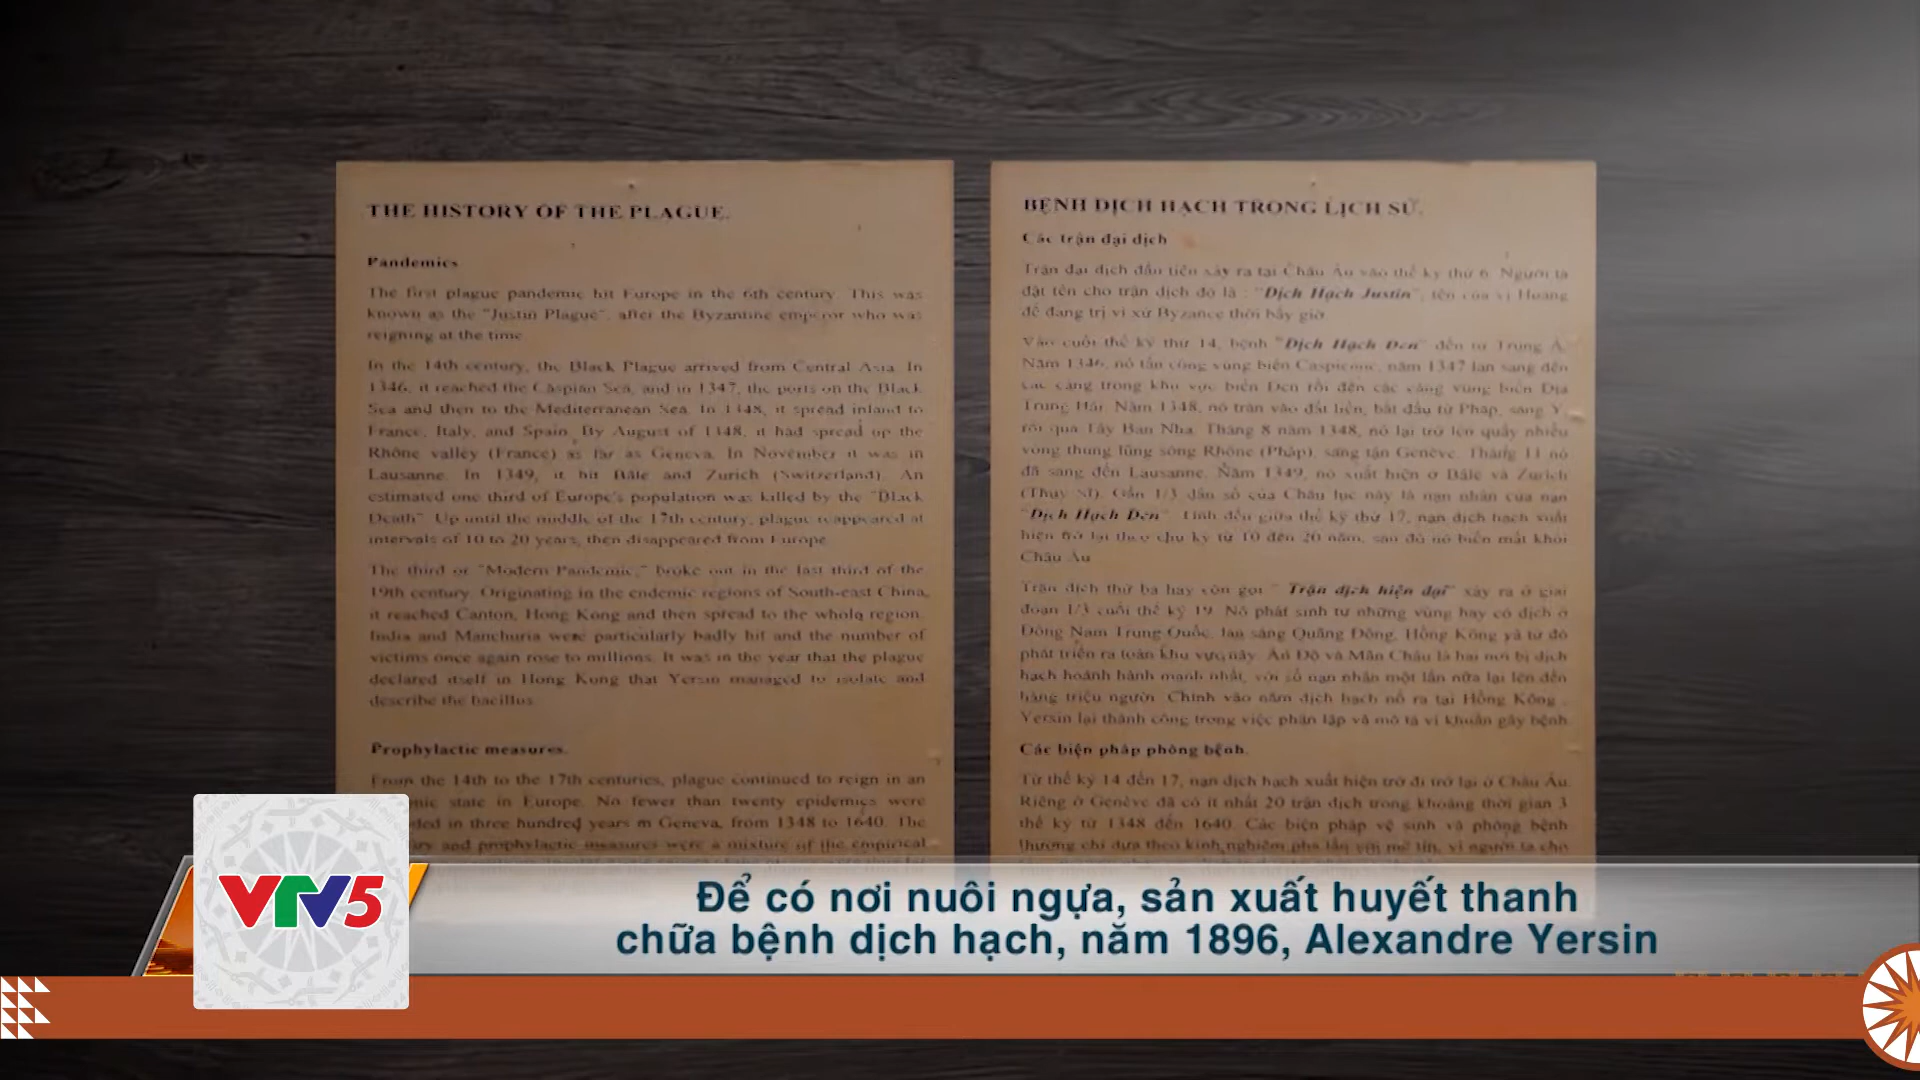 THE HISTORY OF THE PLAGUE.
Pandemics
The first plague pandemic hit Europe in the 6th century. This was
known as the "Justin Plague", after the Byzantine emperor who was
reigning at the time
In the 14th century, the Black Plague arrived from Central Asia. In
1346, it reached the Caspian Sea, and in 1347, the ports on the Black
Sea and then to the Mediterranean Sea. In 1348, it spread inland to
France, Italy, and Spain. By August of 1348, it had spread up the
Rhône valley (France) as far as Geneva. In November it was in
Lausanne. In 1349, it hit Bâle and Zurich (Switzerland). An
estimated one third of Europe's population was killed by the "Black
Death". Up until the middle of the 17th century, plague reappeared at
intervals of 10 to 20 years, then disappeared from Europe
The third or "Modern Pandemic," broke out in the last third of the
19th century. Originating in the endemic regions of South-east China,
it reached Canton, Hong Kong and then spread to the whole region.
India and Manchuria were particularly badly hit and the number of
victims once again rose to millions. It was in the year that the plague
declared itself in Hong Kong that Yersin managed to isolate and
describe the bacillus
Prophylactic measures.
From the 14th to the 17th centuries, plague continued to reign in an
state in Europe. No fewer than twenty epidemics were
in three hundred years in Geneva, from 1348 to 1640. The
and prophylactic measures were a mixture of the empirical
BỆNH DỊCH HẠCH TRONG LỊCH SỬ.
Các trận đại dịch
Trận đại dịch đầu tiên xảy ra tại Châu Âu vào thế kỷ thứ 6. Người ta
đặt tên cho trận dịch đó là : "Dịch Hạch Justin", tên của vị Hoàng
đế đang trị vì xứ Byzance thời bấy giờ.
Vào cuối thế kỷ thứ 14, bệnh "Dịch Hạch Đen" đến từ Trung Á.
Năm 1346, nó tấn công vùng biển Caspienne, năm 1347 lan sang đến
các cảng trong khu vực biển Đen rồi đến các cảng vùng biển Địa
Trung Hải. Năm 1348, nó tràn vào đất liền, bắt đầu từ Pháp, sang Ý,
rồi qua Tây Ban Nha. Tháng 8 năm 1348, nó lại trở lên quấy nhiễu
vùng thung lũng sông Rhône (Pháp), sang tận Genève. Tháng 11 nó
đã sang đến Lausanne. Năm 1349, nó xuất hiện ở Bâle và Zurich
(Thụy Sĩ). Gần 1/3 dân số của Châu lục này là nạn nhân của nạn
"Dịch Hạch Đen". Tính đến giữa thế kỷ thứ 17, nạn dịch hạch xuất
hiện trở lại theo chu kỳ từ 10 đến 20 năm, sau đó nó biến mất khỏi
Châu Âu
Trận dịch thứ ba hay còn gọi " Trận dịch hiện đại" xảy ra ở giai
đoạn 1/3 cuối thế kỷ 19. Nó phát sinh từ những vùng hay có dịch ở
Đông Nam Trung Quốc, lan sang Quảng Đông, Hồng Kông và từ đó
phát triển ra toàn khu vực này. Ấn Độ và Mãn Châu là hai nơi bị dịch
hạch hoành hành mạnh nhất, với số nạn nhân một lần nữa lại lên đến
hàng triệu người. Chính vào năm dịch hạch nổ ra tại Hồng Kông ,
Yersin lại thành công trong việc phân lập và mô tả vi khuẩn gây bệnh.
Các biện pháp phòng bệnh.
Từ thế kỷ 14 đến 17, nạn dịch hạch xuất hiện trở đi trở lại ở Châu Âu.
Riêng ở Genève đã có ít nhất 20 trận dịch trong khoảng thời gian 3
thế kỷ từ 1348 đến 1640. Các biện pháp vệ sinh và phòng bệnh
thường chỉ dựa theo kinh nghiệm pha lẫn với mê tín, vì người ta cho
VTV5
Để có nơi nuôi ngựa, sản xuất huyết thanh
chữa bệnh dịch hạch, năm 1896, Alexandre Yersin